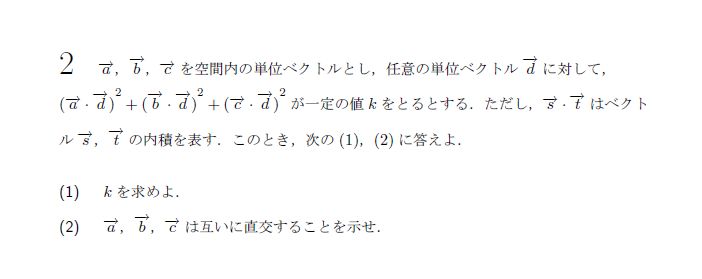 2 $\overrightarrow{a}$, $\overrightarrow{b}$, $\overrightarrow{c}$ を空間内の単位ベクトルとし，任意の単位ベクトル $\overrightarrow{d}$ に対して，
$(\overrightarrow{a}\cdot\overrightarrow{d})^2+(\overrightarrow{b}\cdot\overrightarrow{d})^2+(\overrightarrow{c}\cdot\overrightarrow{d})^2$ が一定の値 $k$ をとるとする．ただし，$\overrightarrow{s}\cdot\overrightarrow{t}$ はベクト
ル $\overrightarrow{s}$, $\overrightarrow{t}$ の内積を表す．このとき，次の (1)，(2) に答えよ．
(1) $k$ を求めよ．
(2) $\overrightarrow{a}$, $\overrightarrow{b}$, $\overrightarrow{c}$ は互いに直交することを示せ．